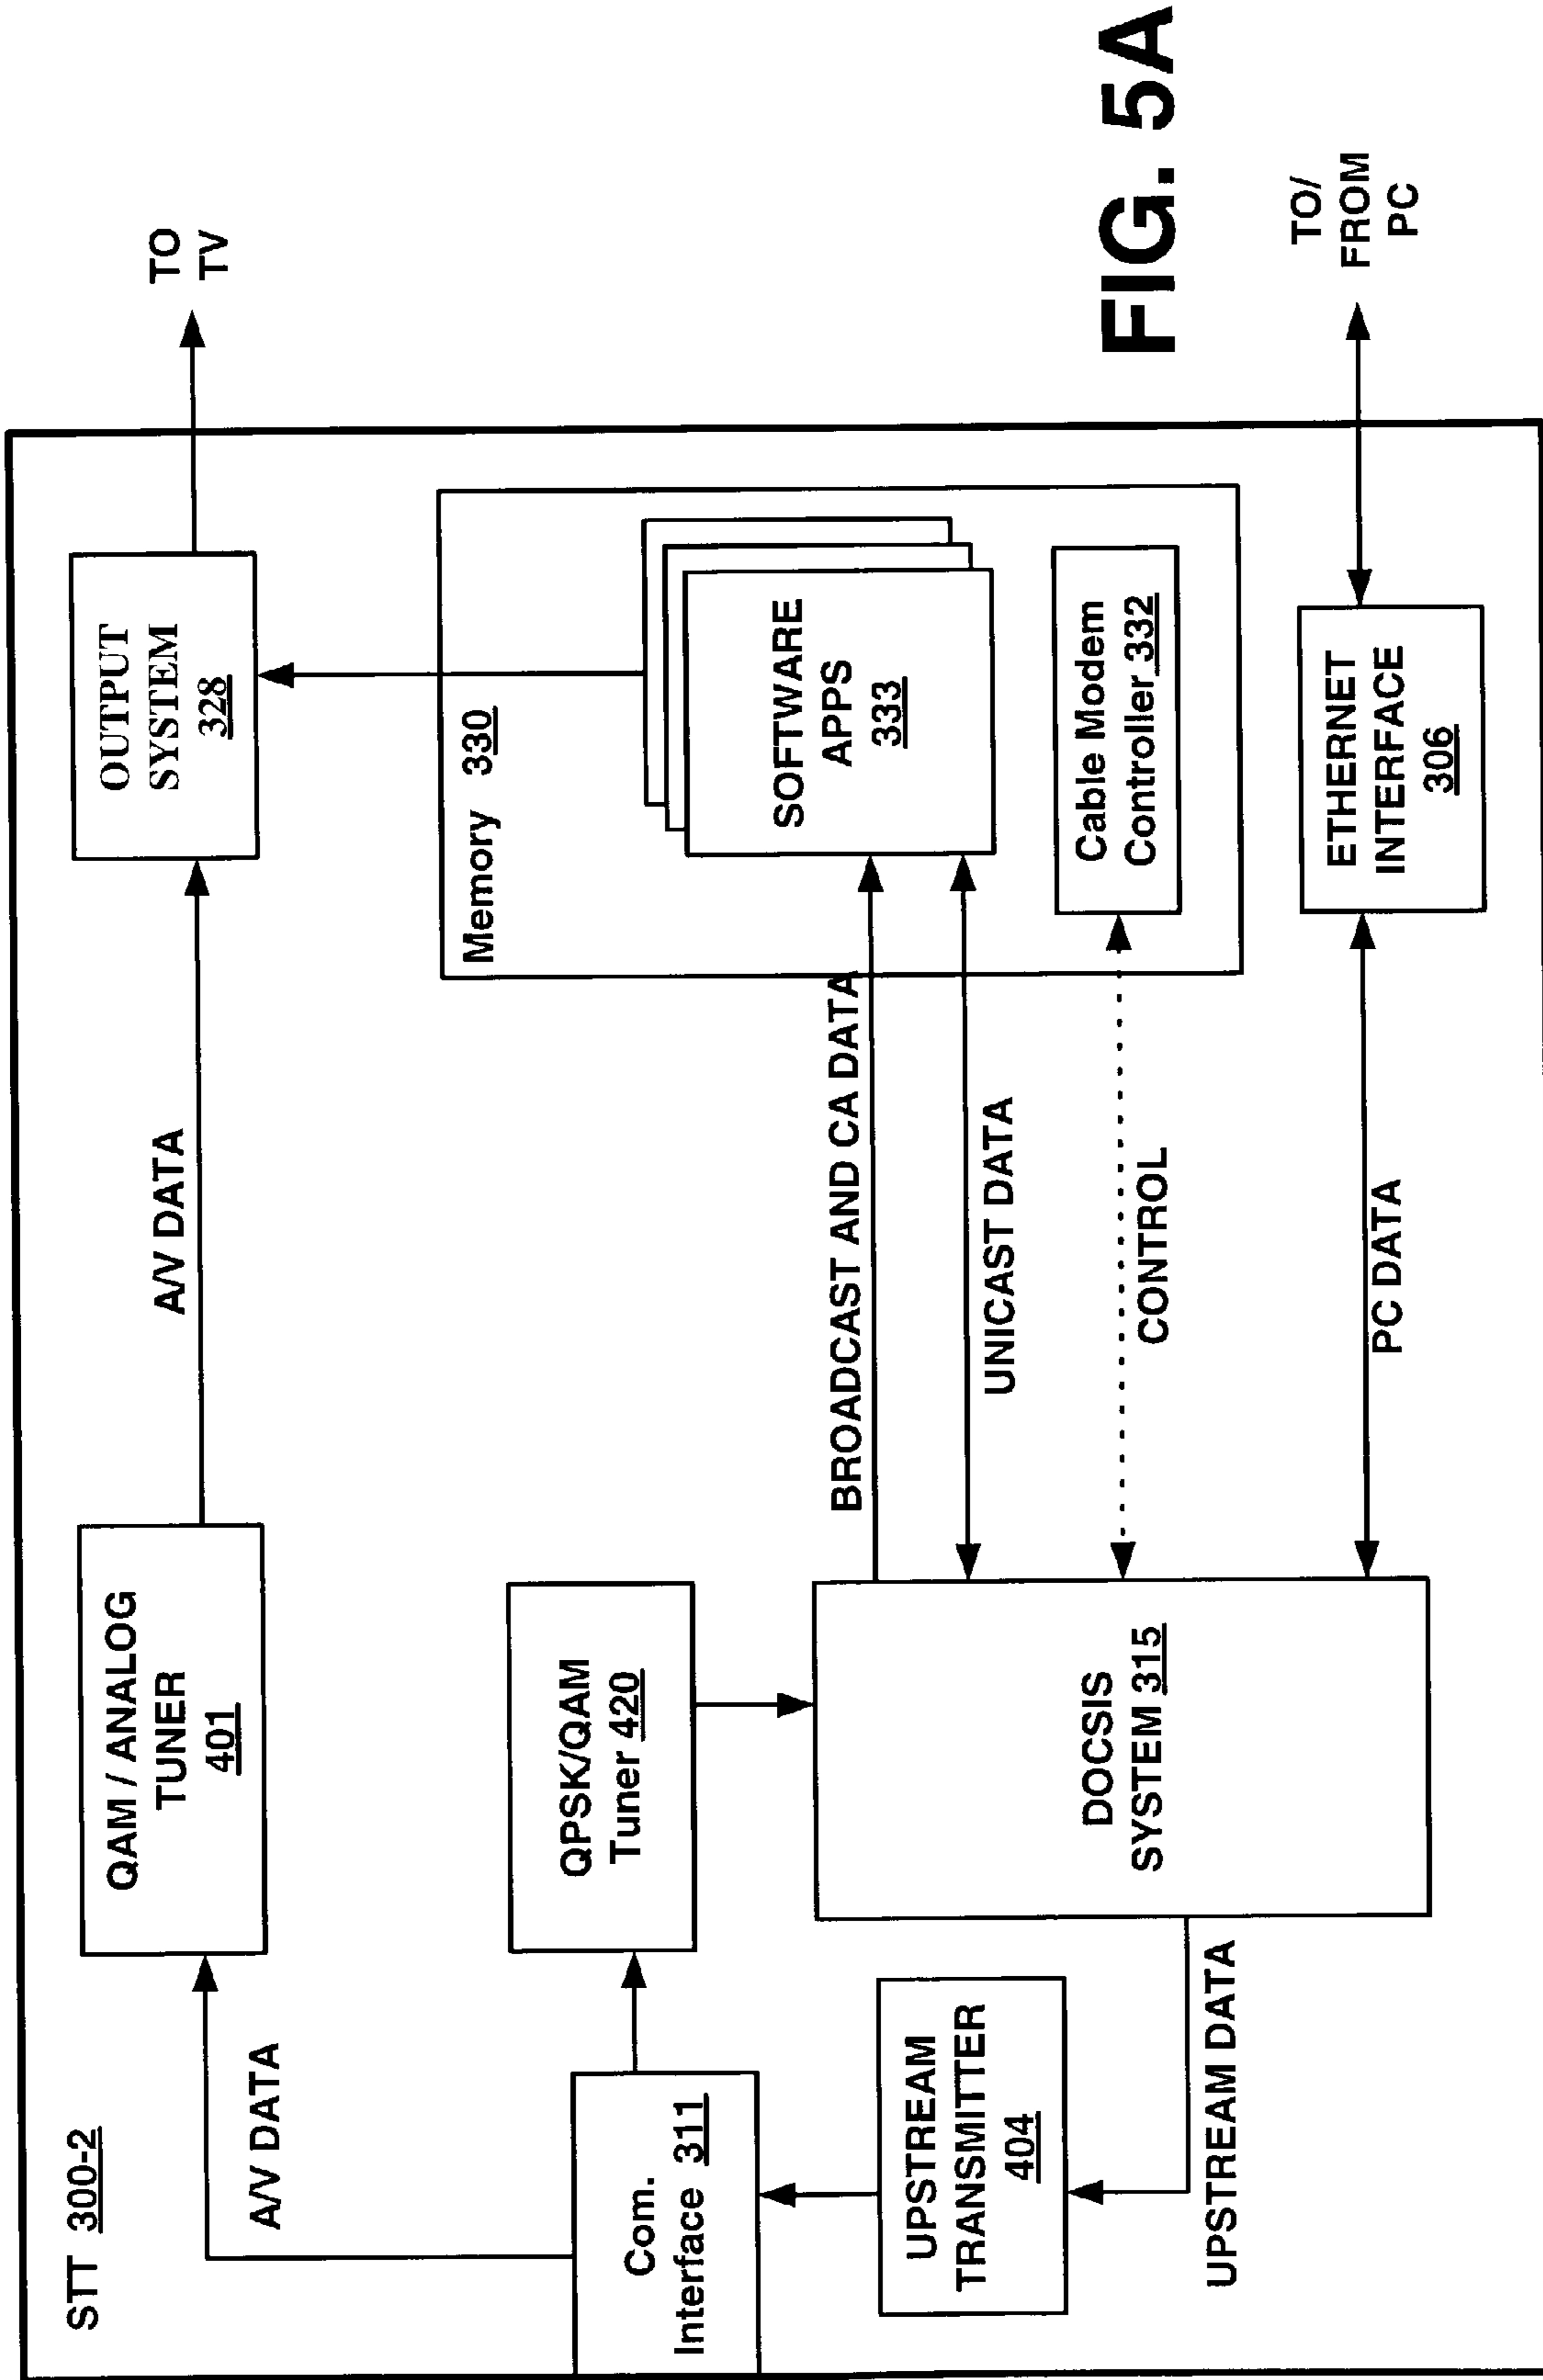 STT 300-2
A/V DATA
QAM / ANALOG
TUNER
401
A/V DATA
OUTPUT
SYSTEM
328
TO
TV
Com.
Interface 311
QPSK/QAM
Tuner 420
Memory 330
SOFTWARE
APPS
333
BROADCAST AND CA DATA
UNICAST DATA
Cable Modem
Controller 332
CONTROL
UPSTREAM
TRANSMITTER
404
DOCSIS
SYSTEM 315
UPSTREAM DATA
PC DATA
ETHERNET
INTERFACE
306
TO/
FROM
PC
FIG. 5A